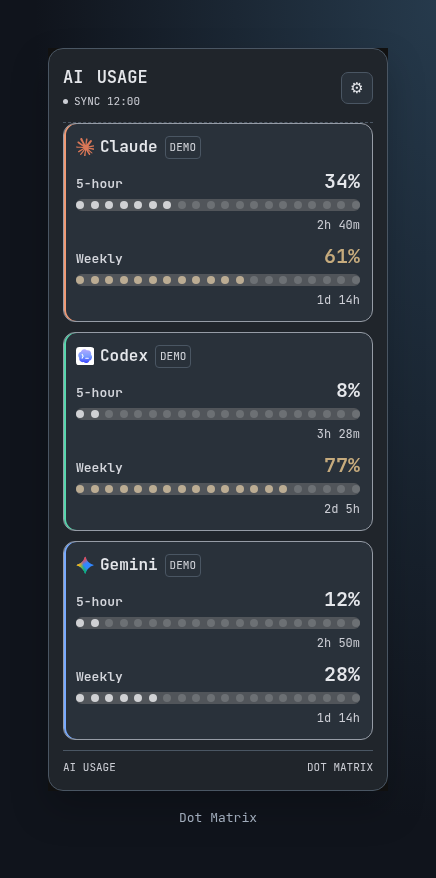 AI USAGE
SYNC 12:00
Claude DEMO
5-hour 34%
2h 40m
Weekly 61%
1d 14h
Codex DEMO
5-hour 8%
3h 28m
Weekly 77%
2d 5h
Gemini DEMO
5-hour 12%
2h 50m
Weekly 28%
1d 14h
AI USAGE DOT MATRIX
Dot Matrix